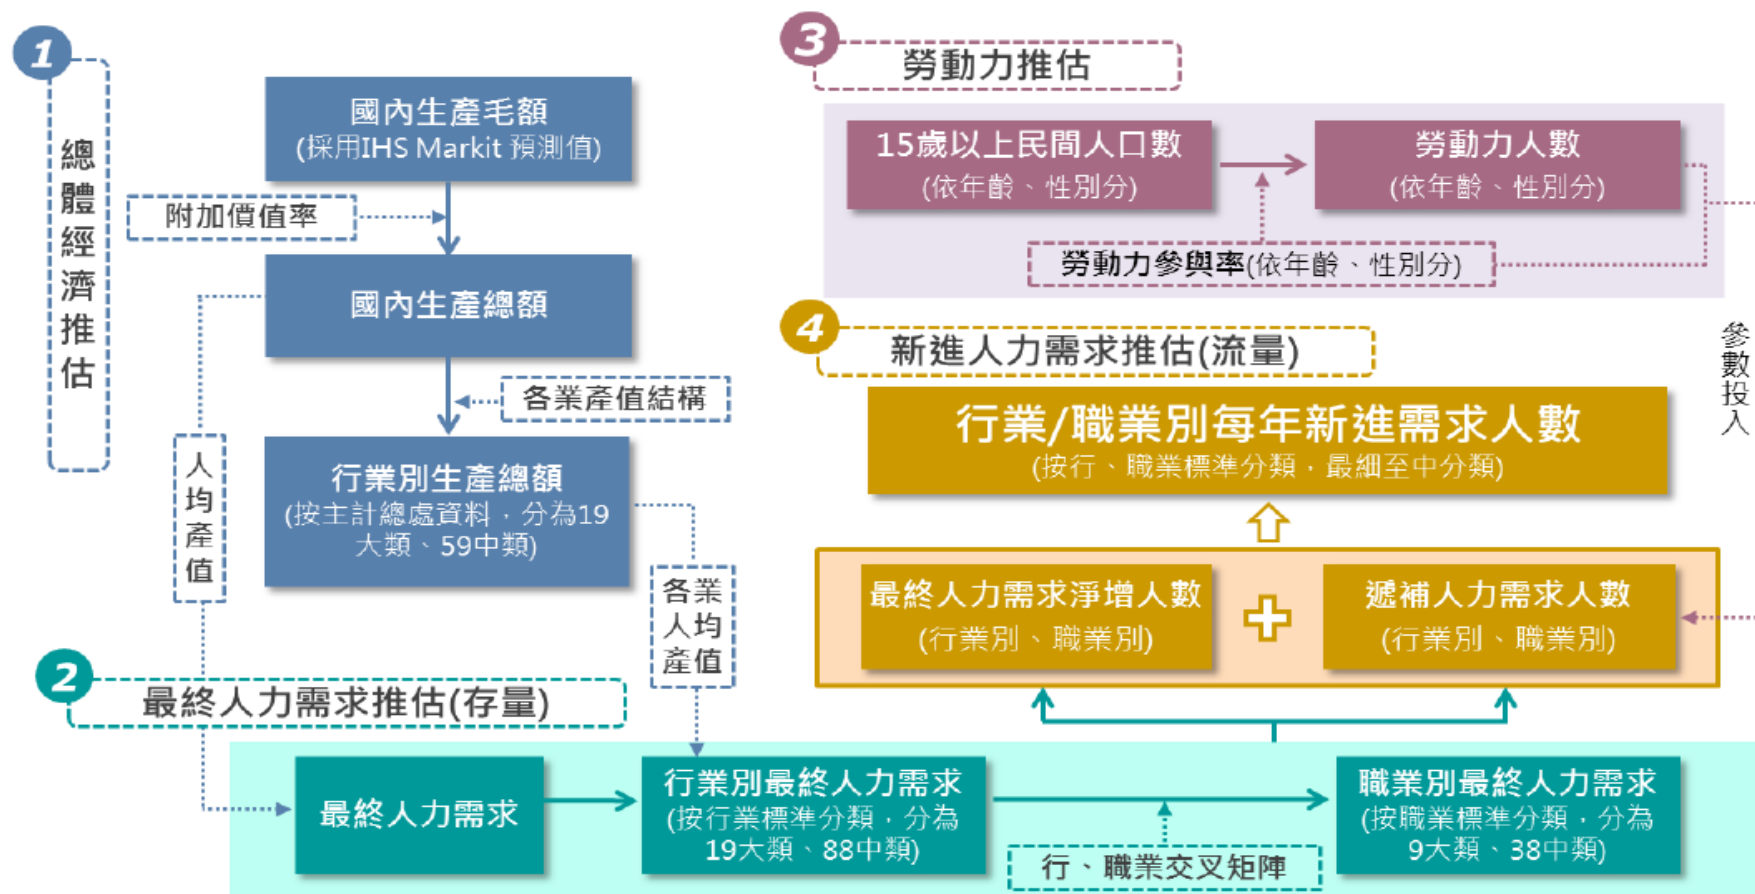 1
總體經濟推估
國內生產毛額
(採用IHS Markit 預測值)
附加價值率
國內生產總額
各業產值結構
行業別生產總額
(按主計總處資料，分為19
大類、59中類)
人均產值
各業
人均
產值
2
最終人力需求推估(存量)
最終人力需求
行業別最終人力需求
(按行業標準分類，分為
19大類、88中類)
行、職業交叉矩陣
職業別最終人力需求
(按職業標準分類，分為
9大類、38中類)
3
勞動力推估
15歲以上民間人口數
(依年齡、性別分)
勞動力人數
(依年齡、性別分)
勞動力參與率(依年齡、性別分)
參數投入
4
新進人力需求推估(流量)
行業/職業別每年新進需求人數
(按行、職業標準分類，最細至中分類)
最終人力需求淨增人數
(行業別、職業別)
遞補人力需求人數
(行業別、職業別)